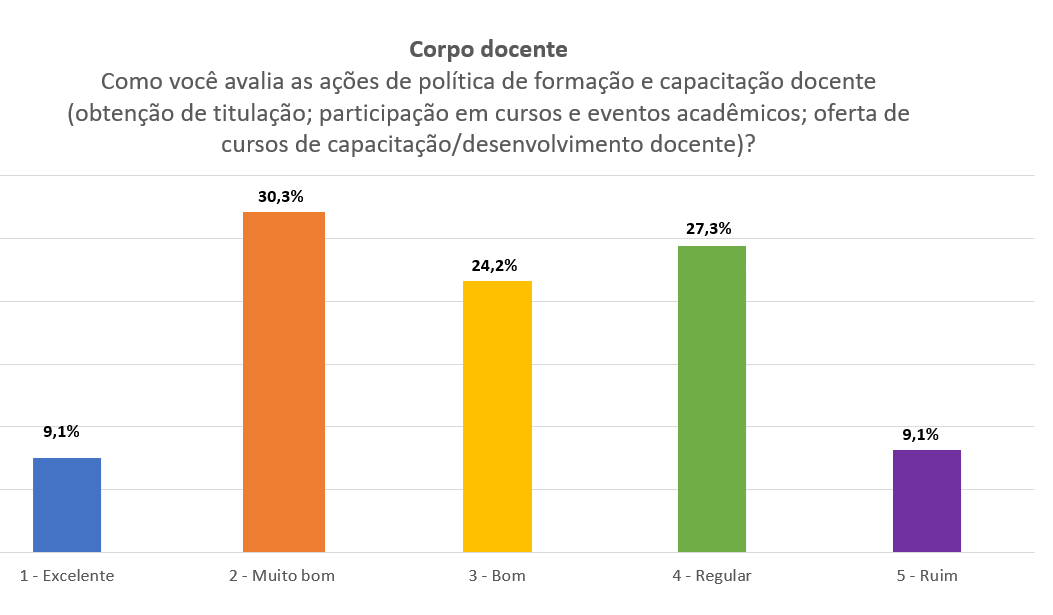 Corpo docente
Como você avalia as ações de política de formação e capacitação docente
(obtenção de titulação; participação em cursos e eventos acadêmicos; oferta de
cursos de capacitação/desenvolvimento docente)?
30,3%
27,3%
24,2%
9,1%
9,1%
1 - Excelente
2 - Muito bom
3 - Bom
4 - Regular
5 - Ruim